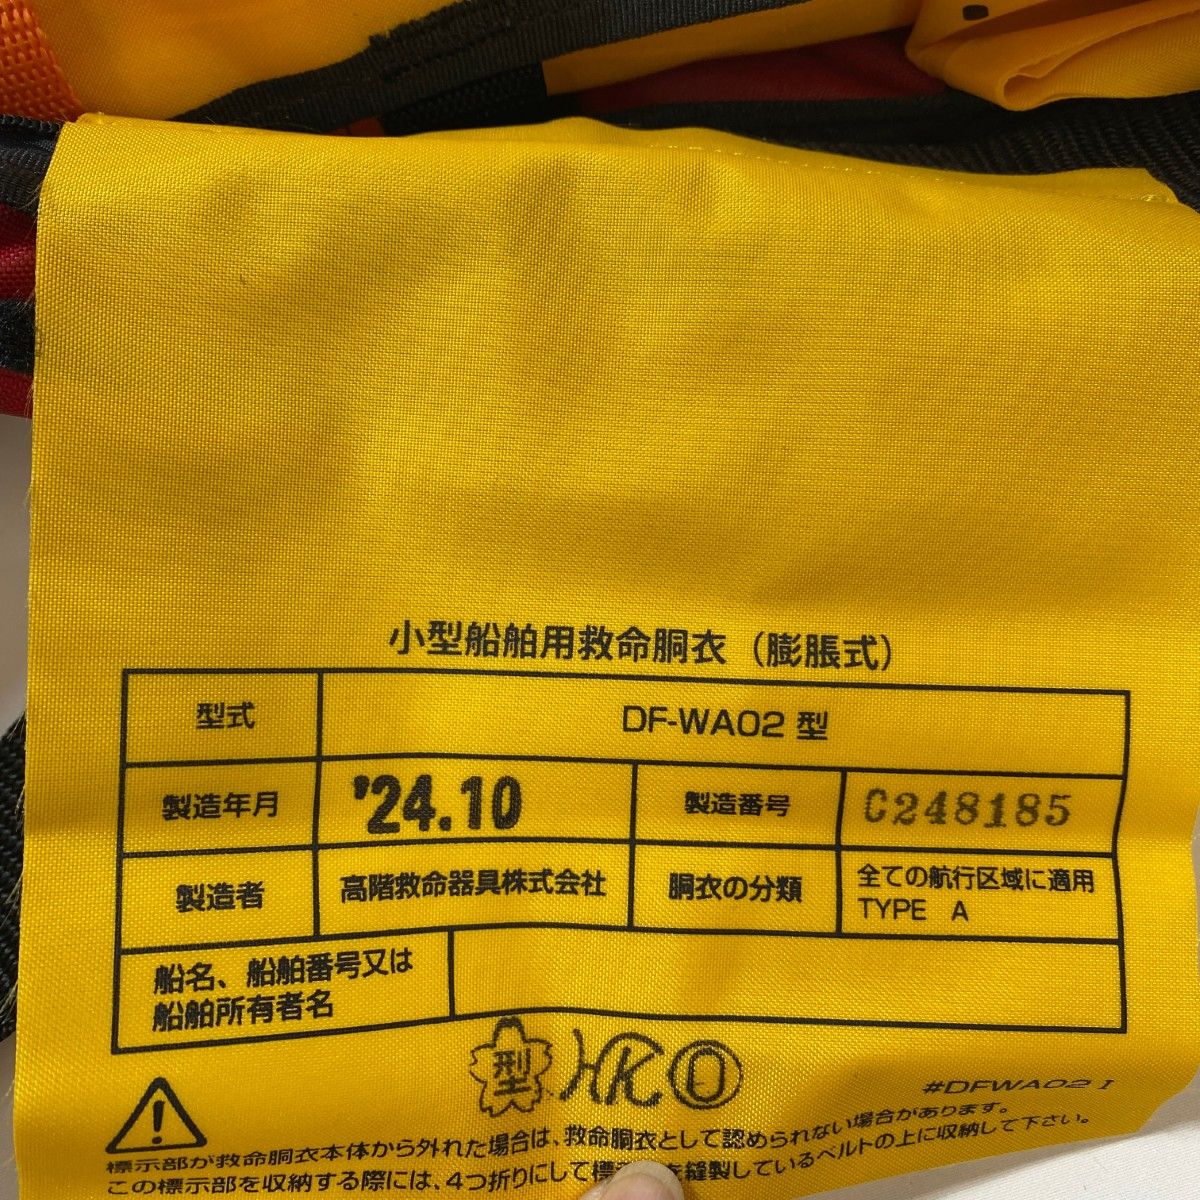 小型船舶用救命胴衣（膨脹式）
型式 DF-WA02 型
製造年月 '24.10 製造番号 C248185
製造者 高階救命器具株式会社 胴衣の分類 全ての航行区域に適用
TYPE A
船名、船舶番号又は
船舶所有者名
型 HK
#DFWA02 I
標示部が救命胴衣本体から外れた場合は、救命胴衣として認められない場合があります。
この標示部を収納する際には、4つ折りにして標 を縫製しているベルトの上に収納して下さい。